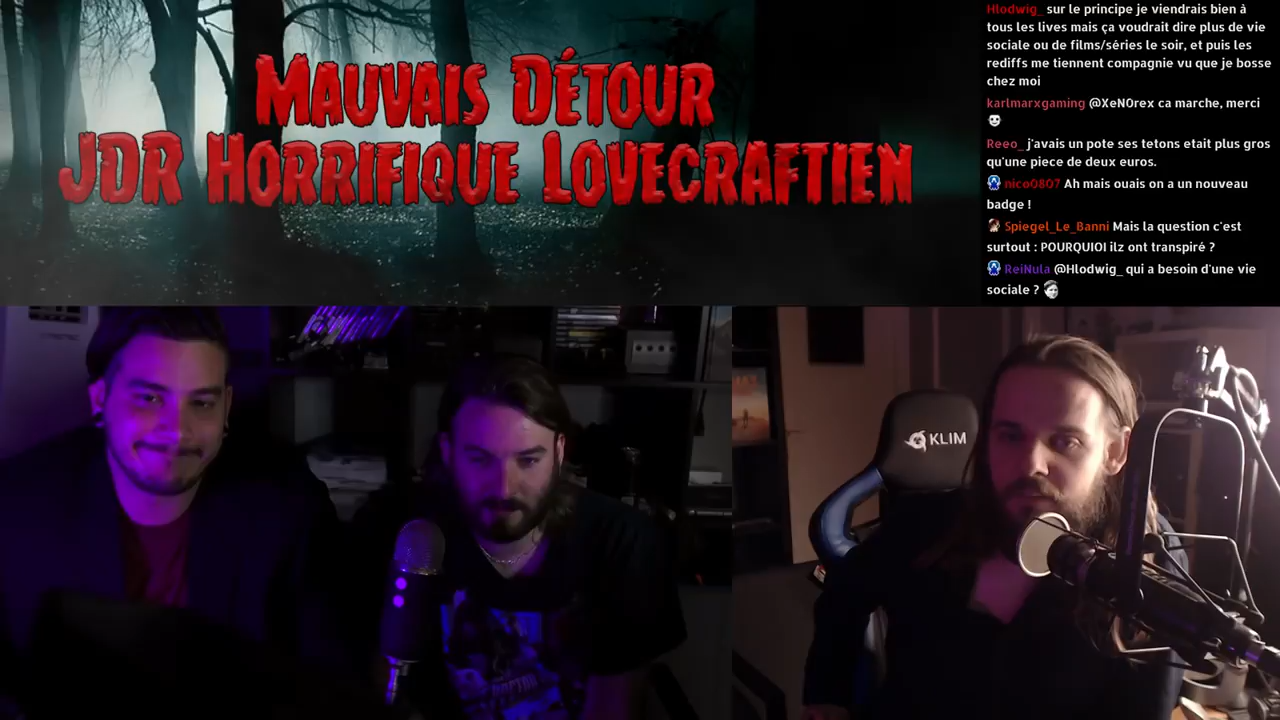 Mauvais Détour
JDR Horrifique Lovecraftien
Hlodwig_ sur le principe je viendrais bien à
tous les lives mais ça voudrait dire plus de vie
sociale ou de films/séries le soir, et puis les
rediffs me tiennent compagnie vu que je bosse
chez moi
karlmarxgaming @XeN0rex ca marche, merci
Reeo_ j'avais un pote ses tetons etait plus gros
qu'une piece de deux euros.
nico0807 Ah mais ouais on a un nouveau
badge !
Spiegel_Le_Banni Mais la question c'est
surtout : POURQUIOI ilz ont transpiré ?
ReiNula @Hlodwig_ qui a besoin d'une vie
sociale ?
KLIM